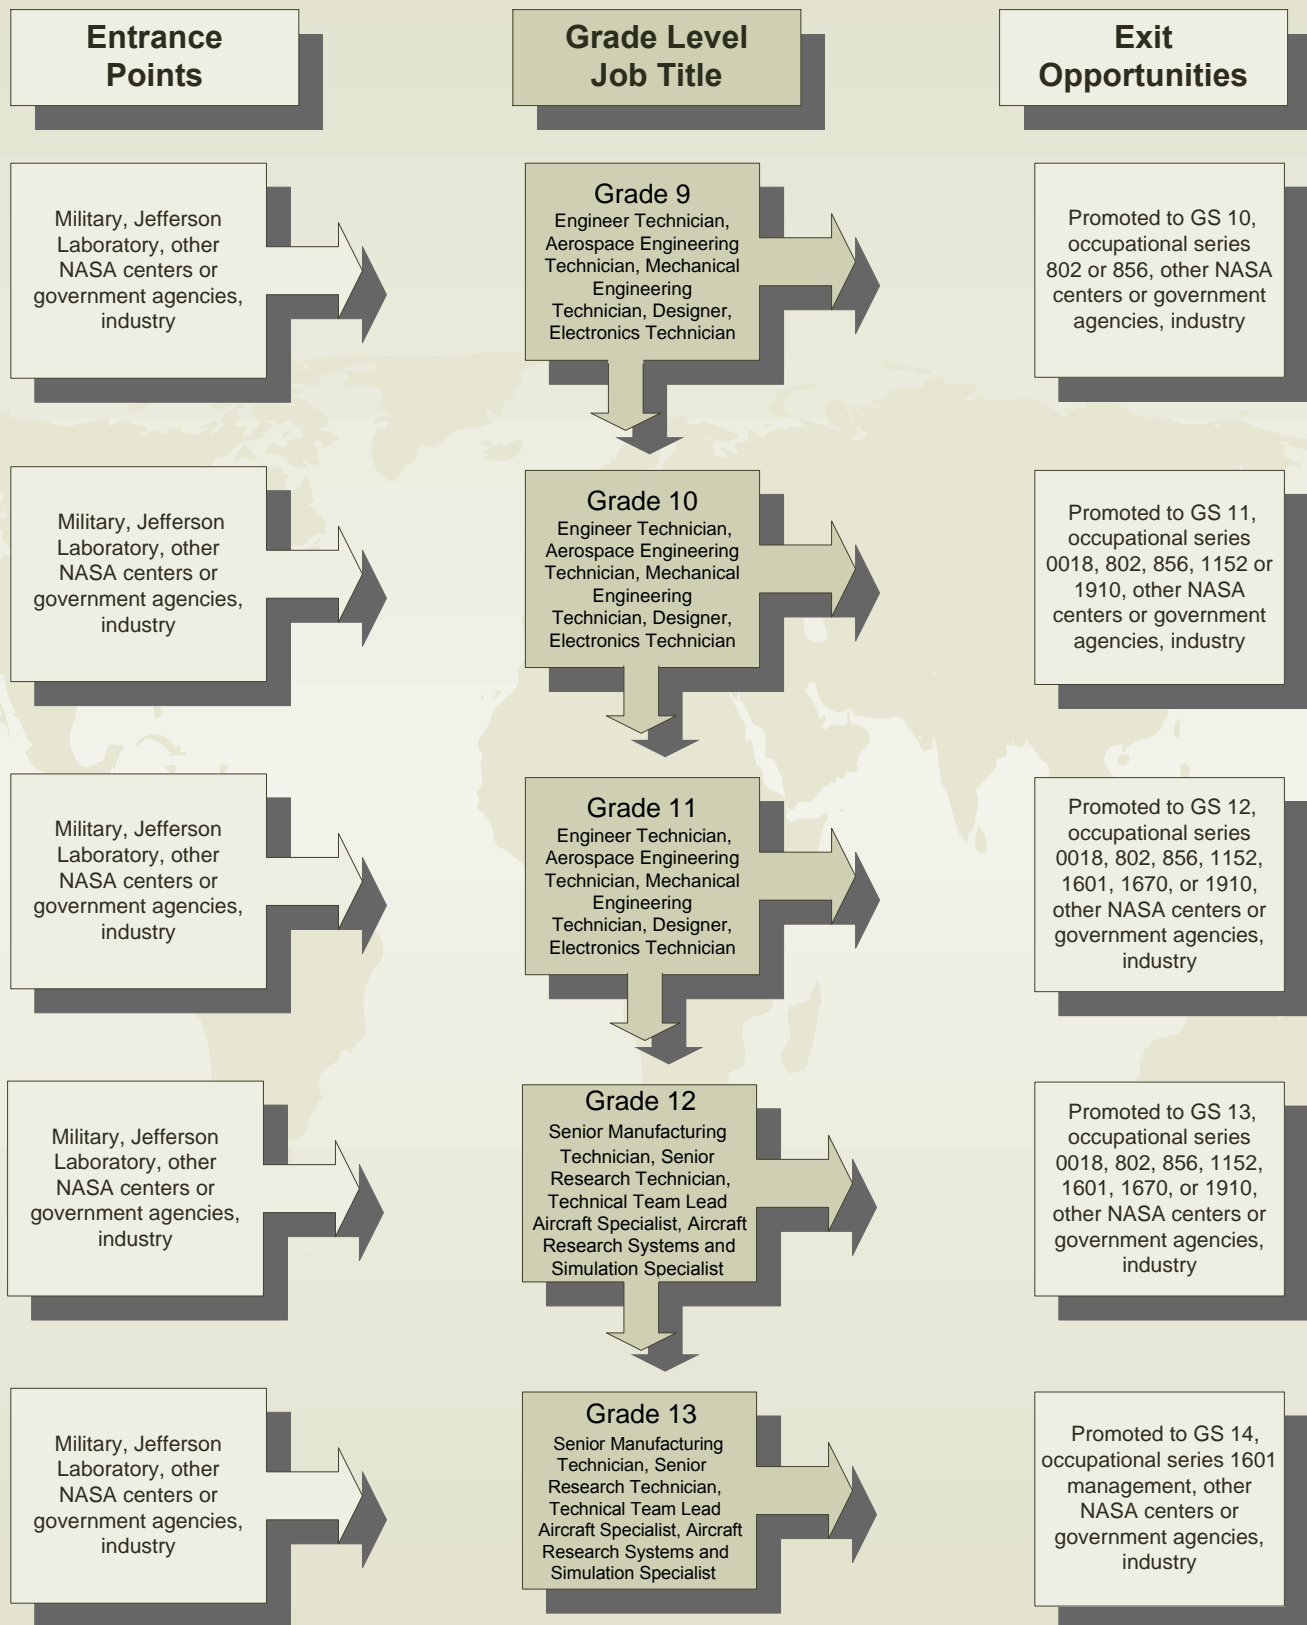 Entrance
Points
Grade Level
Job Title
Exit
Opportunities
Military, Jefferson
Laboratory, other
NASA centers or
government agencies,
industry
Grade 9
Engineer Technician,
Aerospace Engineering
Technician, Mechanical
Engineering
Technician, Designer,
Electronics Technician
Promoted to GS 10,
occupational series
802 or 856, other NASA
centers or government
agencies, industry
Military, Jefferson
Laboratory, other
NASA centers or
government agencies,
industry
Grade 10
Engineer Technician,
Aerospace Engineering
Technician, Mechanical
Engineering
Technician, Designer,
Electronics Technician
Promoted to GS 11,
occupational series
0018, 802, 856, 1152 or
1910, other NASA
centers or government
agencies, industry
Military, Jefferson
Laboratory, other
NASA centers or
government agencies,
industry
Grade 11
Engineer Technician,
Aerospace Engineering
Technician, Mechanical
Engineering
Technician, Designer,
Electronics Technician
Promoted to GS 12,
occupational series
0018, 802, 856, 1152,
1601, 1670, or 1910,
other NASA centers or
government agencies,
industry
Military, Jefferson
Laboratory, other
NASA centers or
government agencies,
industry
Grade 12
Senior Manufacturing
Technician, Senior
Research Technician,
Technical Team Lead
Aircraft Specialist, Aircraft
Research Systems and
Simulation Specialist
Promoted to GS 13,
occupational series
0018, 802, 856, 1152,
1601, 1670, or 1910,
other NASA centers or
government agencies,
industry
Military, Jefferson
Laboratory, other
NASA centers or
government agencies,
industry
Grade 13
Senior Manufacturing
Technician, Senior
Research Technician,
Technical Team Lead
Aircraft Specialist, Aircraft
Research Systems and
Simulation Specialist
Promoted to GS 14,
occupational series 1601
management, other
NASA centers or
government agencies,
industry